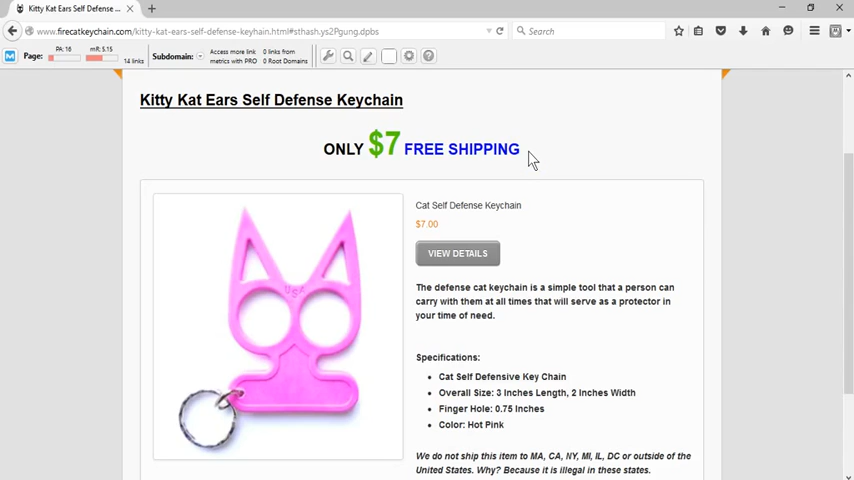 Kitty Kat Ears Self Defense ...
www.firecatkeychain.com/kitty-kat-ears-self-defense-keyhain.html#sthash.ys2Pgung.dpbs
Search
Page:
PA: 16
mR: 5.15
14 links
Subdomain:
Access more link
metrics with PRO
0 links from
0 Root Domains
Kitty Kat Ears Self Defense Keychain
ONLY $7 FREE SHIPPING
USA
Cat Self Defense Keychain
$7.00
VIEW DETAILS
The defense cat keychain is a simple tool that a person can
carry with them at all times that will serve as a protector in
your time of need.
Specifications:
Cat Self Defensive Key Chain
Overall Size: 3 Inches Length, 2 Inches Width
Finger Hole: 0.75 Inches
Color: Hot Pink
We do not ship this item to MA, CA, NY, MI, IL, DC or outside of the
United States. Why? Because it is illegal in these states.